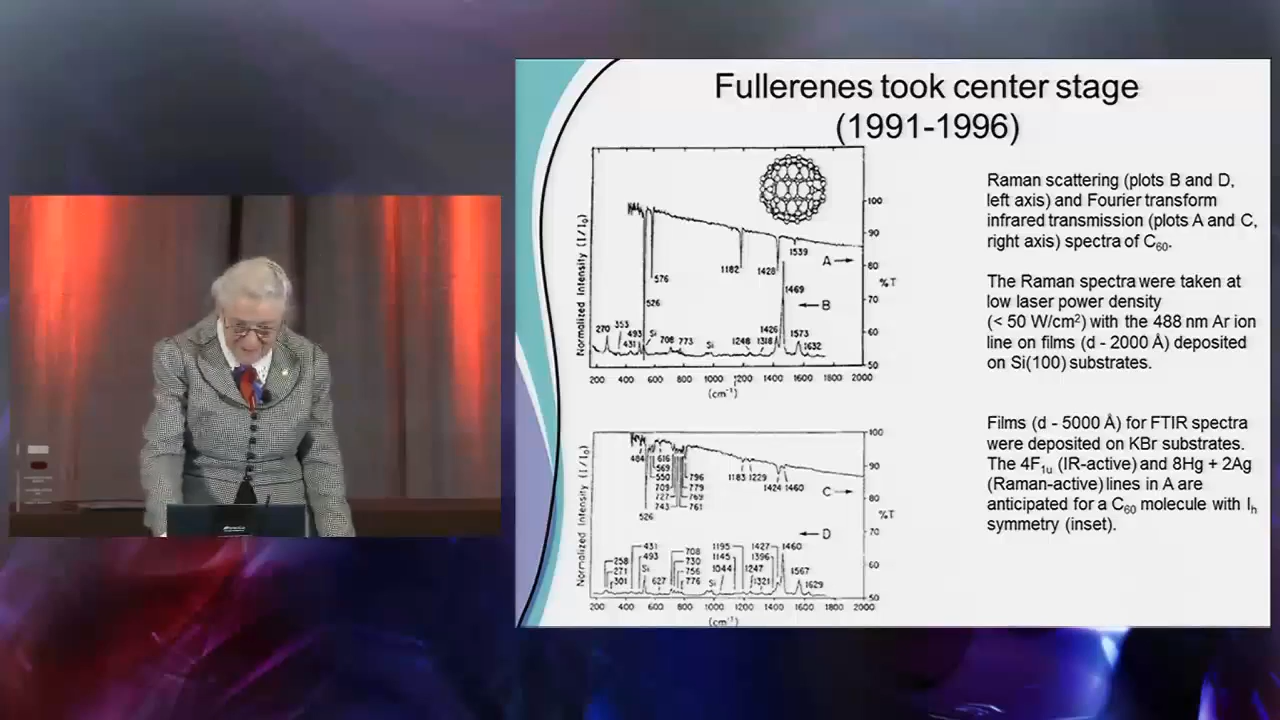 Fullerenes took center stage
(1991-1996)
Normalized Intensity (I/I0)
100
90
80
%T
70
60
50
576
1182
1428
1539
A
526
1469
B
270
353
493
431
Si
708
773
Si
1248
1318
1426
1573
1632
200 400 600 800 1000 1200 1400 1600 1800 2000
(cm-1)
Normalized Intensity (I/I0)
100
90
80
%T
70
60
50
484
616
569
550
709
727
743
526
796
779
769
761
1183
1229
1424
1460
C
D
431
493
Si
258
271
301
627
708
730
756
776
Si
1195
1145
1044
1247
1427
1396
1321
1460
1567
1629
200 400 600 800 1000 1200 1400 1600 1800 2000
(cm-1)
Raman scattering (plots B and D,
left axis) and Fourier transform
infrared transmission (plots A and C,
right axis) spectra of C60.
The Raman spectra were taken at
low laser power density
(< 50 W/cm2) with the 488 nm Ar ion
line on films (d - 2000 Å) deposited
on Si(100) substrates.
Films (d - 5000 Å) for FTIR spectra
were deposited on KBr substrates.
The 4F1u (IR-active) and 8Hg + 2Ag
(Raman-active) lines in A are
anticipated for a C60 molecule with Ih
symmetry (inset).